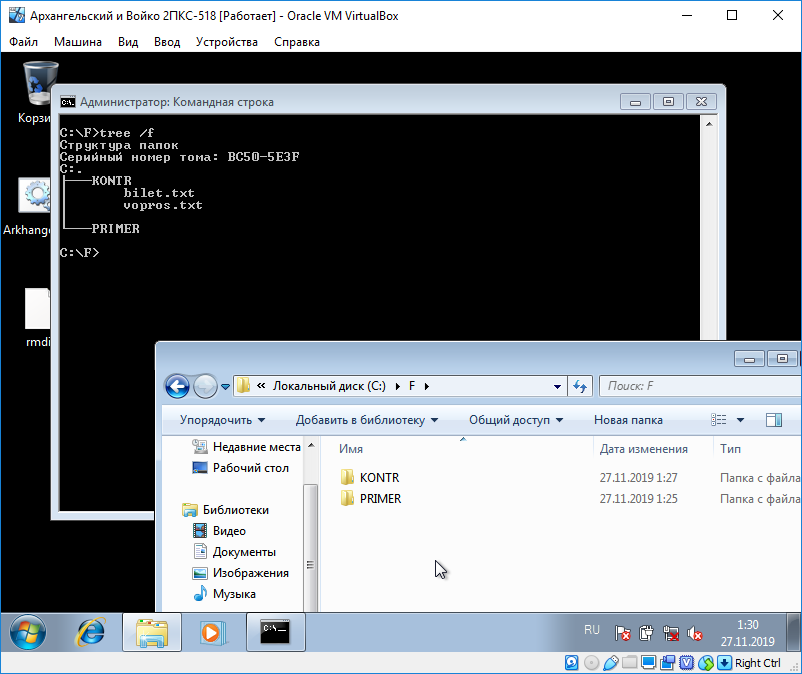 Архангельский и Войко 2ПКС-518 [Работает] - Oracle VM VirtualBox
Файл Машина Вид Ввод Устройства Справка
Корзи
Arkhange
rmdi
Администратор: Командная строка
C:\F>tree /f
Структура папок
Серийный номер тома: BC50-5E3F
C:.
├───KONTR
│       bilet.txt
│       vopros.txt
│
└───PRIMER
C:\F>
« Локальный диск (C:) ▸ F ▸
Поиск: F
Упорядочить Добавить в библиотеку Общий доступ Новая папка
Недавние места
Рабочий стол
Библиотеки
Видео
Документы
Изображения
Музыка
Имя Дата изменения Тип
KONTR 27.11.2019 1:27 Папка с файла
PRIMER 27.11.2019 1:25 Папка с файла
RU
1:30
27.11.2019
Right Ctrl